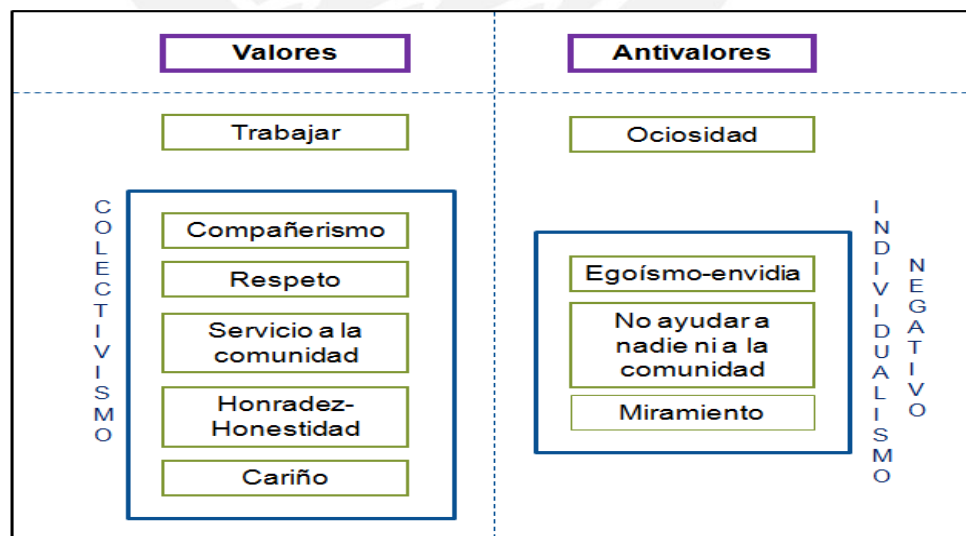 Valores
Antivalores
Trabajar
Ociosidad
COLECTIVISMO
Compañerismo
Respeto
Servicio a la
comunidad
Honradez-
Honestidad
Cariño
Egoísmo-envidia
No ayudar a
nadie ni a la
comunidad
Miramiento
INDIVIDUALISMO
NEGATIVO